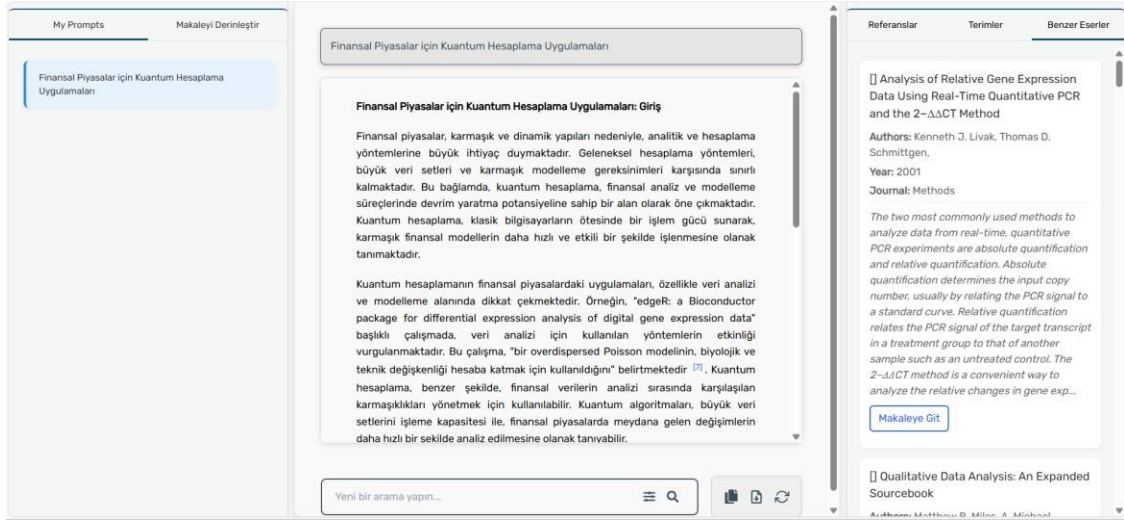 My Prompts
Makaleyi Derinleştir
Finansal Piyasalar için Kuantum Hesaplama
Uygulamaları
Finansal Piyasalar için Kuantum Hesaplama Uygulamaları
Finansal Piyasalar için Kuantum Hesaplama Uygulamaları: Giriş
Finansal piyasalar, karmaşık ve dinamik yapıları nedeniyle, analitik ve hesaplama
yöntemlerine büyük ihtiyaç duymaktadır. Geleneksel hesaplama yöntemleri,
büyük veri setleri ve karmaşık modelleme gereksinimleri karşısında sınırlı
kalmaktadır. Bu bağlamda, kuantum hesaplama, finansal analiz ve modelleme
süreçlerinde devrim yaratma potansiyeline sahip bir alan olarak öne çıkmaktadır.
Kuantum hesaplama, klasik bilgisayarların ötesinde bir işlem gücü sunarak,
karmaşık finansal modellerin daha hızlı ve etkili bir şekilde işlenmesine olanak
tanımaktadır.
Kuantum hesaplamanın finansal piyasalardaki uygulamaları, özellikle veri analizi
ve modelleme alanında dikkat çekmektedir. Örneğin, "edgeR: a Bioconductor
package for differential expression analysis of digital gene expression data"
başlıklı çalışmada, veri analizi için kullanılan yöntemlerin etkinliği
vurgulanmaktadır. Bu çalışma, "bir overdispersed Poisson modelinin, biyolojik ve
teknik değişkenliği hesaba katmak için kullanıldığını" belirtmektedir [7] . Kuantum
hesaplama, benzer şekilde, finansal verilerin analizi sırasında karşılaşılan
karmaşıklıkları yönetmek için kullanılabilir. Kuantum algoritmaları, büyük veri
setlerini işleme kapasitesi ile, finansal piyasalarda meydana gelen değişimlerin
daha hızlı bir şekilde analiz edilmesine olanak tanıyabilir.
Yeni bir arama yapın...
Referanslar
Terimler
Benzer Eserler
[] Analysis of Relative Gene Expression
Data Using Real-Time Quantitative PCR
and the 2−ΔΔCT Method
Authors: Kenneth J. Livak, Thomas D.
Schmittgen,
Year: 2001
Journal: Methods
The two most commonly used methods to
analyze data from real-time, quantitative
PCR experiments are absolute quantification
and relative quantification. Absolute
quantification determines the input copy
number, usually by relating the PCR signal to
a standard curve. Relative quantification
relates the PCR signal of the target transcript
in a treatment group to that of another
sample such as an untreated control. The
2−ΔΔCT method is a convenient way to
analyze the relative changes in gene exp...
Makaleye Git
[] Qualitative Data Analysis: An Expanded
Sourcebook
Authors: Matthew B. Miles, A. Michael